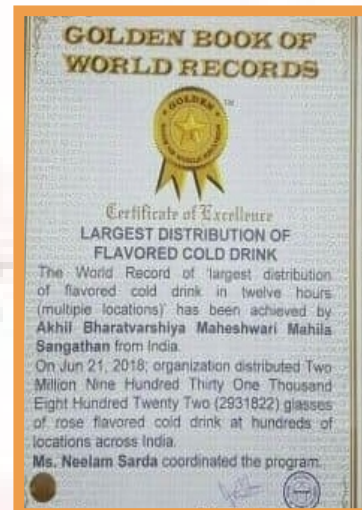 GOLDEN BOOK OF
WORLD RECORDS
GOLDEN
Certificate of Excellence
LARGEST DISTRIBUTION OF
FLAVORED COLD DRINK
The World Record of 'largest distribution
of flavored cold drink in twelve hours
(multiple locations)' has been achieved by
Akhil Bharatvarshiya Maheshwari Mahila
Sangathan from India.
On Jun 21, 2018; organization distributed Two
Million Nine Hundred Thirty One Thousand
Eight Hundred Twenty Two (2931822) glasses
of rose flavored cold drink at hundreds of
locations across India.
Ms. Neelam Sarda coordinated the program.